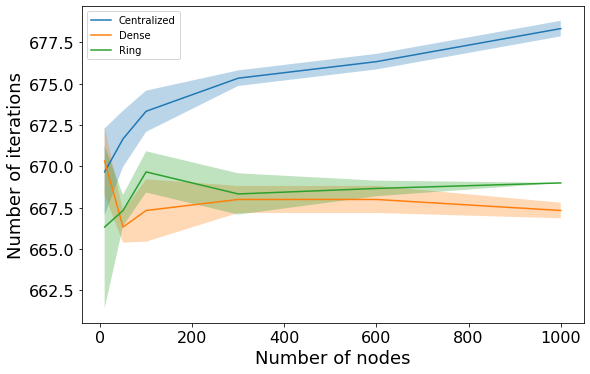 Centralized
Dense
Ring
677.5
675.0
672.5
670.0
667.5
665.0
662.5
Number of iterations
0 200 400 600 800 1000
Number of nodes